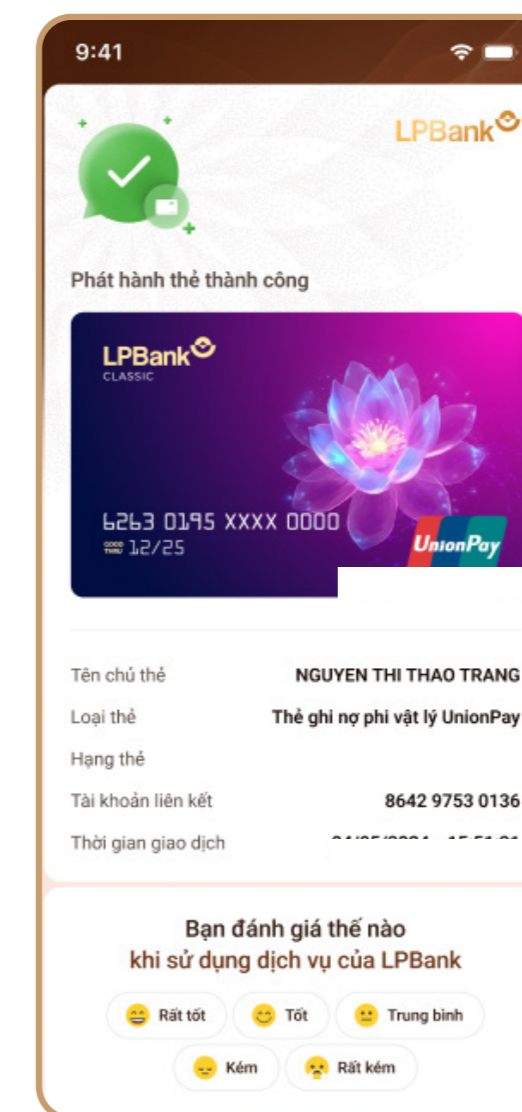 9:41
LPBank
Phát hành thẻ thành công
LPBank
CLASSIC
6263 0195 XXXX 0000
GOOD THRU 12/25
UnionPay
Tên chủ thẻ NGUYEN THI THAO TRANG
Loại thẻ Thẻ ghi nợ phi vật lý UnionPay
Hạng thẻ
Tài khoản liên kết 8642 9753 0136
Thời gian giao dịch
Bạn đánh giá thế nào
khi sử dụng dịch vụ của LPBank
Rất tốt Tốt Trung bình
Kém Rất kém